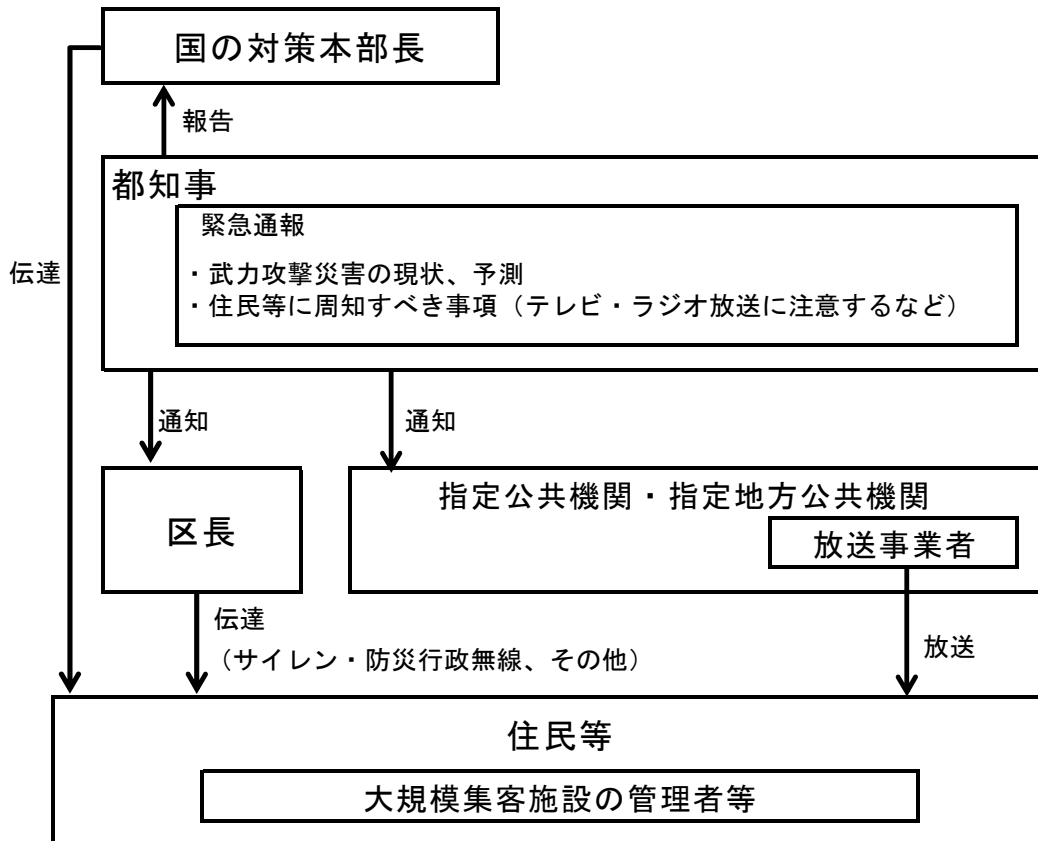 国の対策本部長
報告
都知事
緊急通報
・武力攻撃災害の現状、予測
・住民等に周知すべき事項（テレビ・ラジオ放送に注意するなど）
伝達
通知
通知
区長
指定公共機関・指定地方公共機関
放送事業者
伝達
（サイレン・防災行政無線、その他）
放送
住民等
大規模集客施設の管理者等